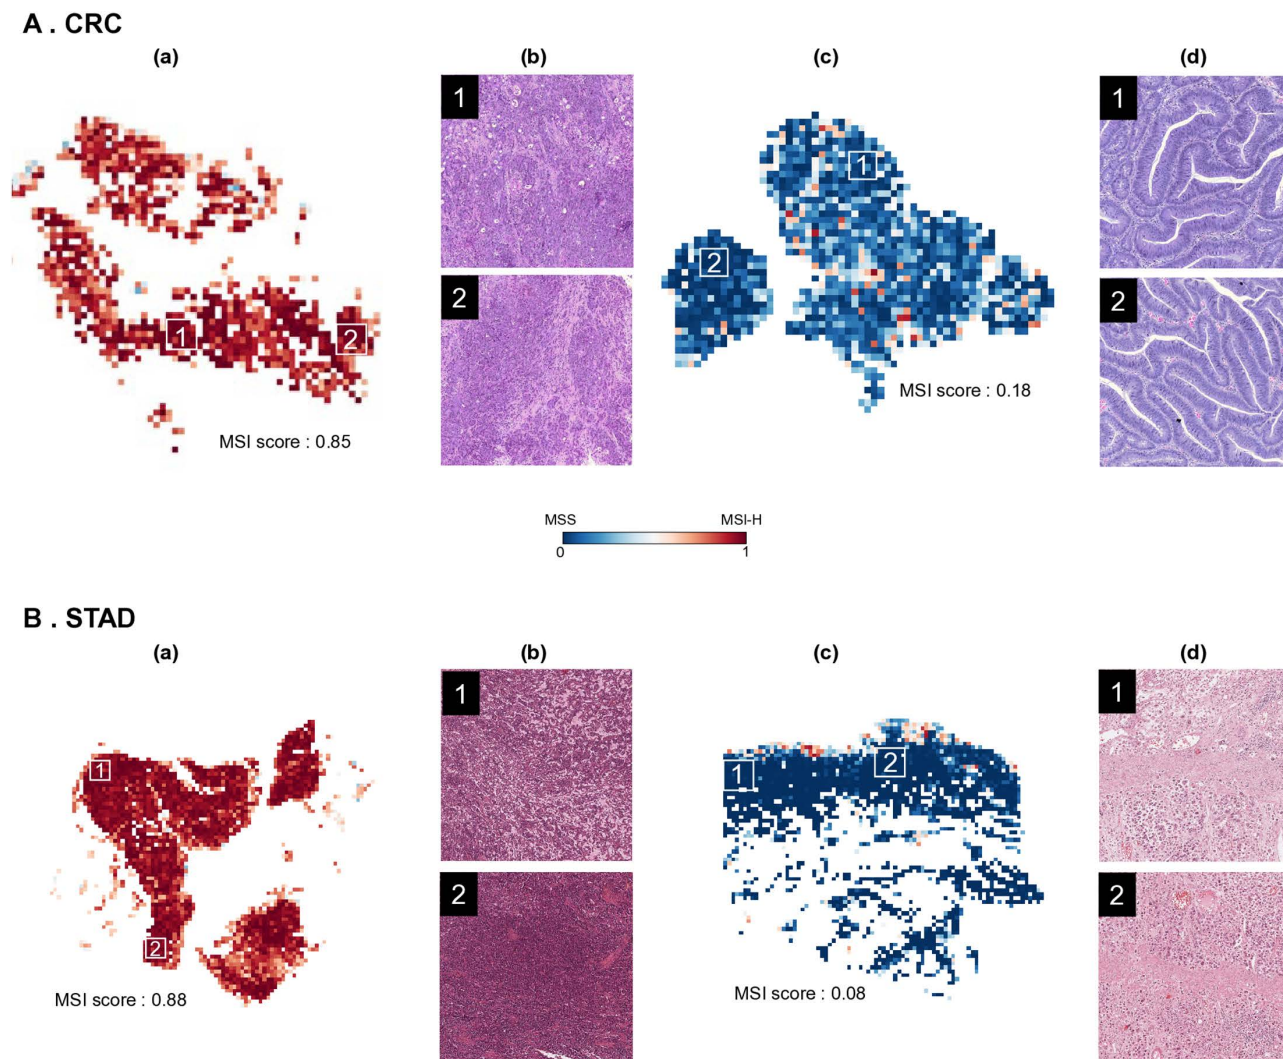 A . CRC
(a)
(b)
(c)
(d)
1
2
1
2
MSI score : 0.85
1
2
MSI score : 0.18
1
2
MSS
MSI-H
0
1
B . STAD
(a)
(b)
(c)
(d)
1
2
MSI score : 0.88
1
2
1
2
MSI score : 0.08
1
2